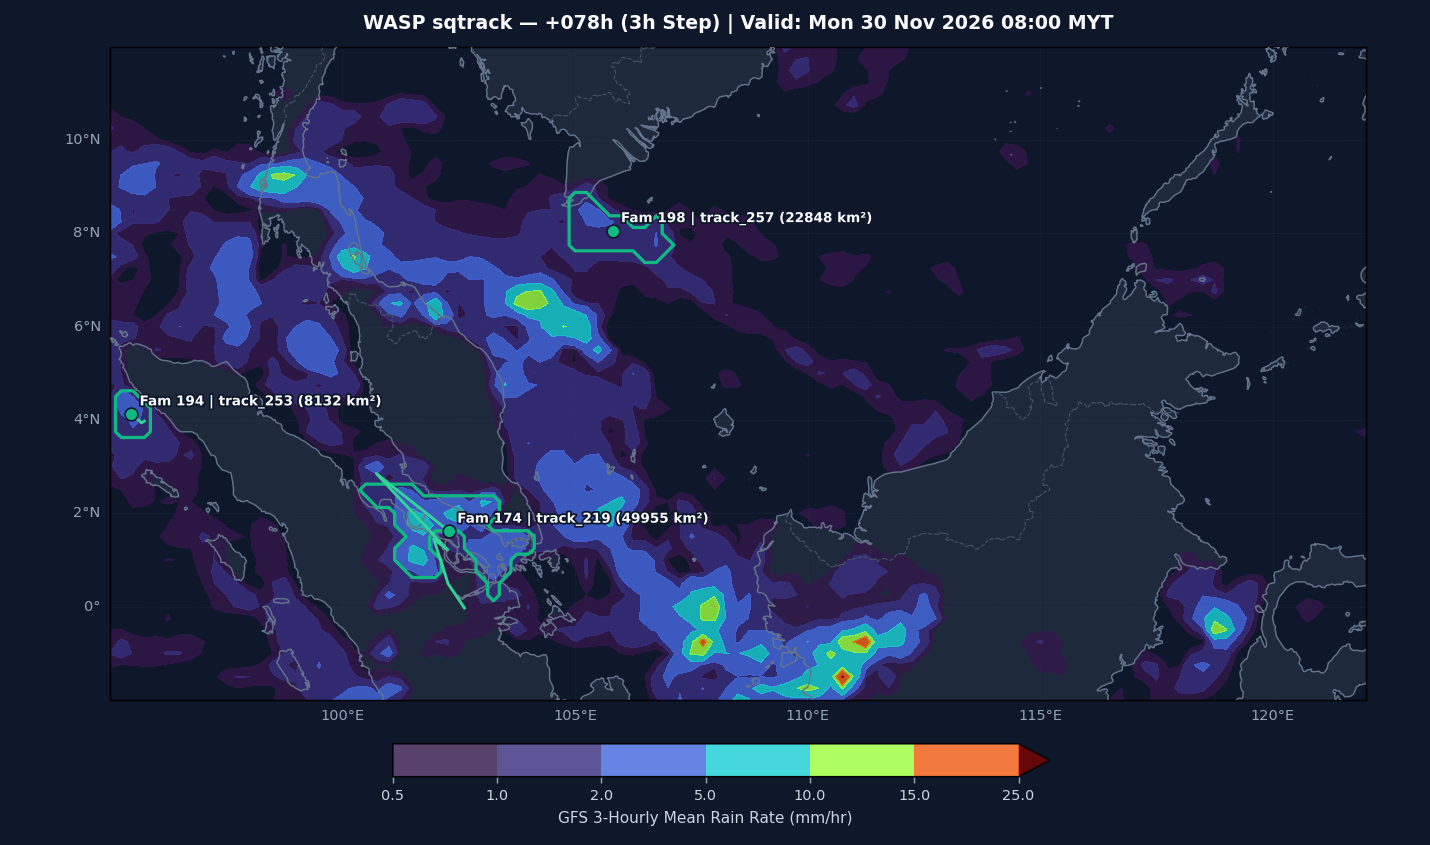 WASP sqtrack — +078h (3h Step) | Valid: Mon 30 Nov 2026 08:00 MYT
10°N
8°N
6°N
4°N
2°N
0°
Fam 198 | track_257 (22848 km²)
Fam 194 | track_253 (8132 km²)
Fam 174 | track_219 (49955 km²)
100°E 105°E 110°E 115°E 120°E
0.5 1.0 2.0 5.0 10.0 15.0 25.0
GFS 3-Hourly Mean Rain Rate (mm/hr)